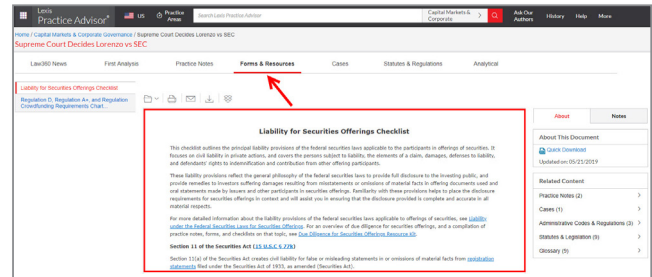 Lexis
Practice Advisor®
US
Practice Areas
Search Lexis Practice Advisor
Capital Markets & Corporate
Ask Our Authors
History
Help
More
Home / Capital Markets & Corporate Governance / Supreme Court Decides Lorenzo vs SEC
Supreme Court Decides Lorenzo vs SEC
Law360 News
First Analysis
Practice Notes
Forms & Resources
Cases
Statutes & Regulations
Analytical
Liability for Securities Offerings Checklist
Regulation D, Regulation A+, and Regulation
Crowdfunding Requirements Chart...
Liability for Securities Offerings Checklist
This checklist outlines the principal liability provisions of the federal securities laws applicable to the participants in offerings of securities. It
focuses on civil liability in private actions, and covers the persons subject to liability, the elements of a claim, damages, defenses to liability,
and defendants' rights to indemnification and contribution from other offering participants.
These liability provisions reflect the general philosophy of the federal securities laws to provide full disclosure to the investing public, and
provide remedies to investors suffering damages resulting from misstatements or omissions of material facts in offering documents used and
oral statements made by issuers and other participants in securities offerings. Familiarity with these provisions helps to place the disclosure
requirements for securities offerings in context and will assist you in ensuring that the disclosure provided is complete and accurate in all
material respects.
For more detailed information about the liability provisions of the federal securities laws applicable to offerings of securities, see Liability
under the Federal Securities Laws for Securities Offerings. For an overview of due diligence for securities offerings, and a compilation of
practice notes, forms, and checklists on that topic, see Due Diligence for Securities Offerings Resource Kit.
Section 11 of the Securities Act (15 U.S.C § 77k)
Section 11(a) of the Securities Act creates civil liability for false or misleading statements in or omissions of material facts from registration
statements filed under the Securities Act of 1933, as amended (Securities Act).
About
Notes
About This Document
Quick Download
Updated on: 05/21/2019
Related Content
Practice Notes (2)
Cases (1)
Administrative Codes & Regulations (3)
Statutes & Legislation (9)
Glossary (9)